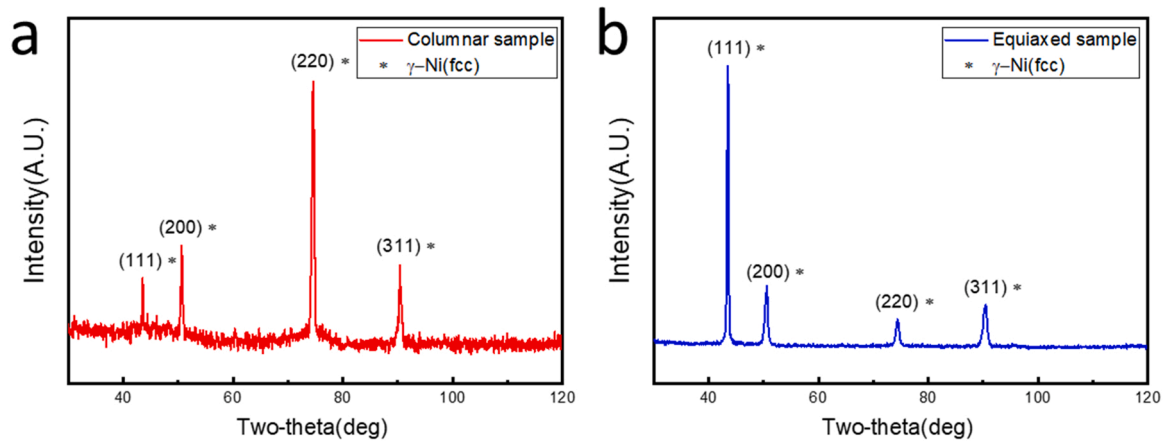 a
Columnar sample
* γ–Ni(fcc)
(111) *
(200) *
(220) *
(311) *
Intensity(A.U.)
40 60 80 100 120
Two-theta(deg)
b
Equiaxed sample
* γ–Ni(fcc)
(111) *
(200) *
(220) *
(311) *
Intensity(A.U.)
40 60 80 100 120
Two-theta(deg)